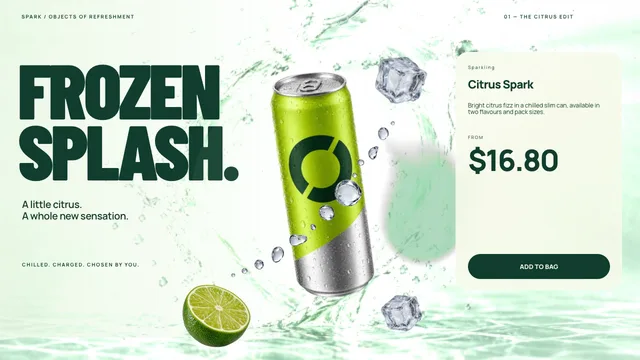 SPARK / OBJECTS OF REFRESHMENT
01 — THE CITRUS EDIT
FROZEN
SPLASH.
A little citrus.
A whole new sensation.
CHILLED. CHARGED. CHOSEN BY YOU.
Sparkling
Citrus Spark
Bright citrus fizz in a chilled slim can, available in
two flavours and pack sizes.
FROM
$16.80
ADD TO BAG